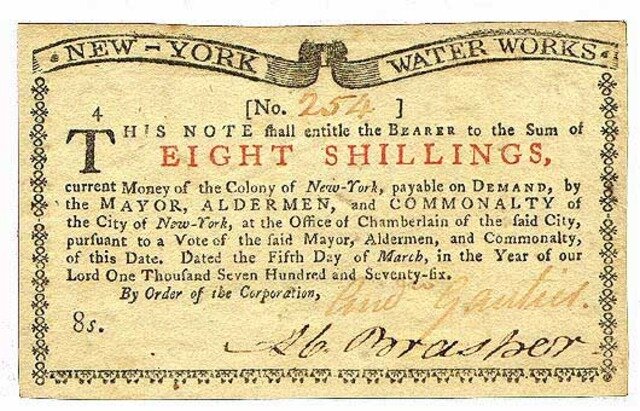 NEW-YORK WATER WORKS
4
[No. 254 ]
THIS NOTE ſhall entitle the BEARER to the Sum of
EIGHT SHILLINGS,
current Money of the Colony of New-York, payable on DEMAND, by
the MAYOR, ALDERMEN, and COMMONALTY of
the City of New-York, at the Office of Chamberlain of the ſaid City,
purſuant to a Vote of the ſaid Mayor, Aldermen, and Commonalty,
of this Date. Dated the Fifth Day of March, in the Year of our
Lord One Thouſand Seven Hundred and Seventy-ſix.
By Order of the Corporation,
And.w Gautier.
8s.
Ab. Brasher